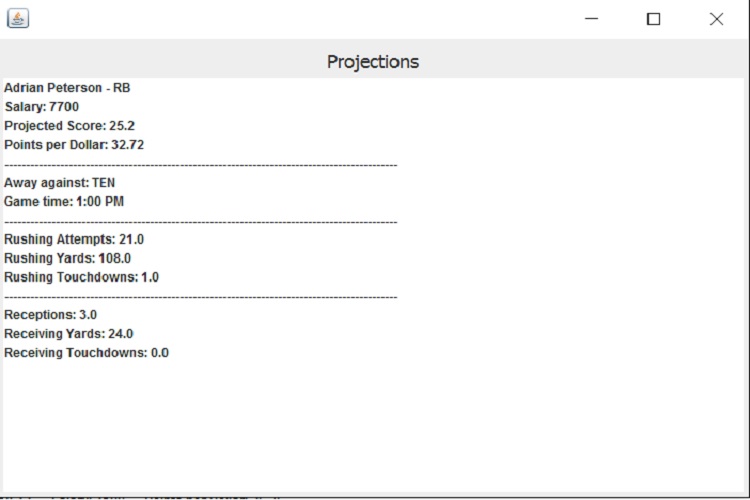 Projections
Adrian Peterson - RB
Salary: 7700
Projected Score: 25.2
Points per Dollar: 32.72
--------------------------------------------------------------------------------------------------
Away against: TEN
Game time: 1:00 PM
--------------------------------------------------------------------------------------------------
Rushing Attempts: 21.0
Rushing Yards: 108.0
Rushing Touchdowns: 1.0
--------------------------------------------------------------------------------------------------
Receptions: 3.0
Receiving Yards: 24.0
Receiving Touchdowns: 0.0